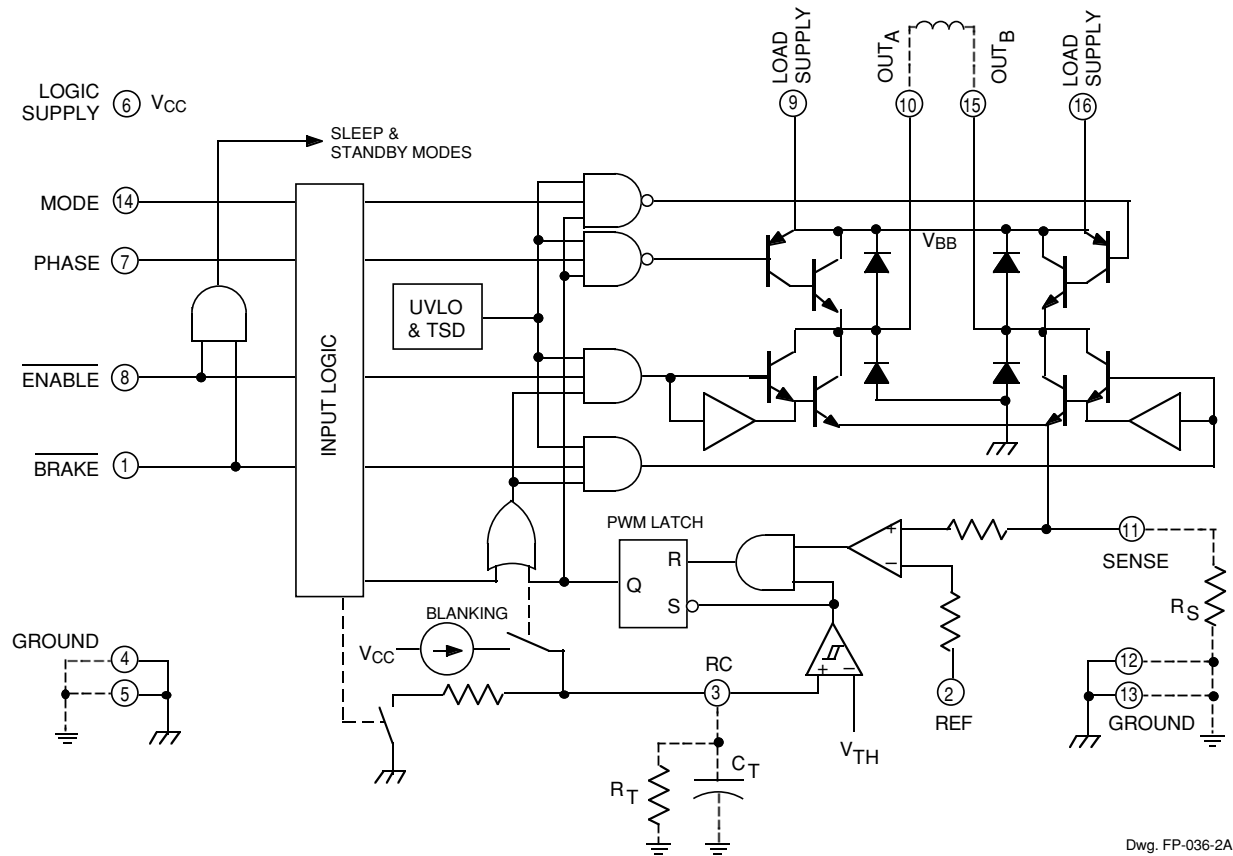 LOAD
SUPPLY
9
OUTA
10
OUTB
15
LOAD
SUPPLY
16
LOGIC
SUPPLY
6
VCC
SLEEP &
STANDBY MODES
MODE
14
PHASE
7
ENABLE
8
BRAKE
1
INPUT LOGIC
UVLO
& TSD
VBB
PWM LATCH
Q
R
S
+
−
11
SENSE
RS
BLANKING
VCC
RC
3
+
−
VTH
2
REF
RT
CT
GROUND
4
5
12
13
GROUND
Dwg. FP-036-2A